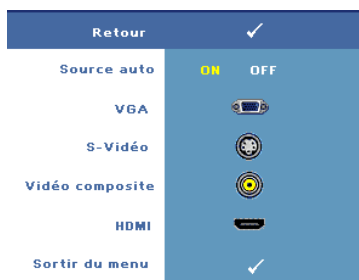 Retour
Source auto ON OFF
VGA
S-Vidéo
Vidéo composite
HDMI
Sortir du menu